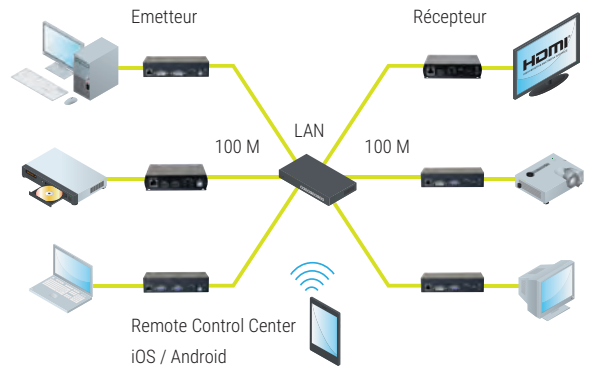 Emetteur
Récepteur
HDMI
LAN
100 M
100 M
Remote Control Center
iOS / Android